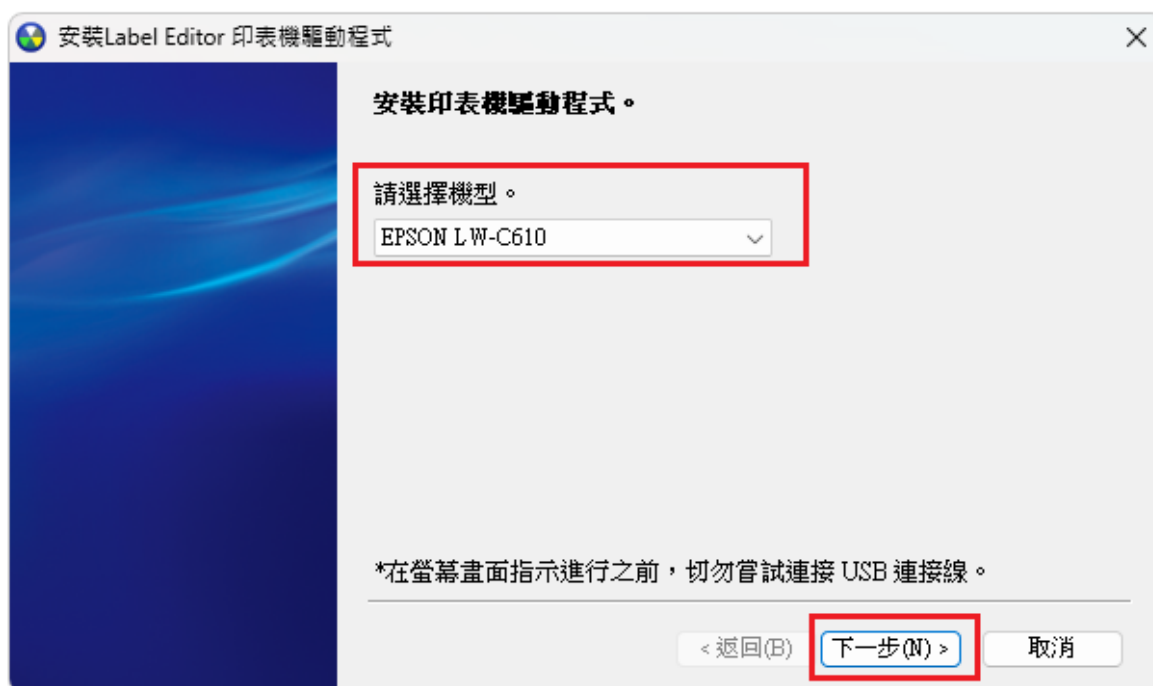 安裝Label Editor 印表機驅動程式
安裝印表機驅動程式。
請選擇機型。
EPSON LW-C610
*在螢幕畫面指示進行之前，切勿嘗試連接 USB 連接線。
< 返回(B)
下一步(N) >
取消